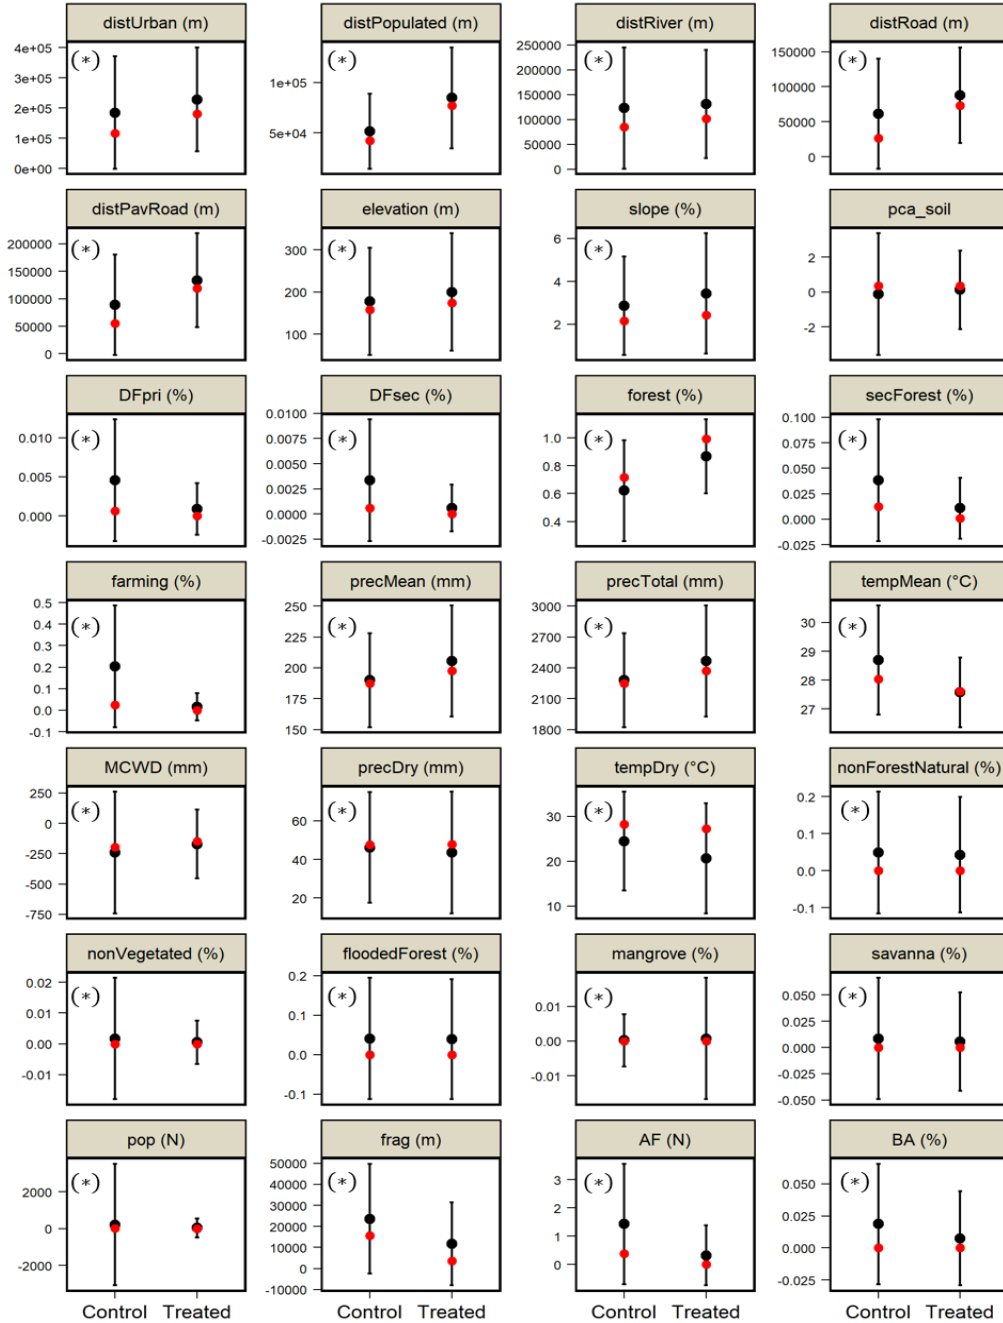 distUrban (m) distPopulated (m) distRiver (m) distRoad (m)
(*) (*) (*) (*)
4e+05 3e+05 2e+05 1e+05 0e+00
1e+05 5e+04
250000 200000 150000 100000 50000 0
150000 100000 50000 0
distPavRoad (m) elevation (m) slope (%) pca_soil
(*) (*) (*)
200000 150000 100000 50000 0
300 200 100
6 4 2
2 0 -2
DFpri (%) DFsec (%) forest (%) secForest (%)
(*) (*) (*) (*)
0.010 0.005 0.000
0.0100 0.0075 0.0050 0.0025 0.0000 -0.0025
1.0 0.8 0.6 0.4
0.100 0.075 0.050 0.025 0.000 -0.025
farming (%) precMean (mm) precTotal (mm) tempMean (°C)
(*) (*) (*) (*)
0.5 0.4 0.3 0.2 0.1 0.0 -0.1
250 225 200 175 150
3000 2700 2400 2100 1800
30 29 28 27
MCWD (mm) precDry (mm) tempDry (°C) nonForestNatural (%)
(*) (*) (*) (*)
250 0 -250 -500 -750
60 40 20
30 20 10
0.2 0.1 0.0 -0.1
nonVegetated (%) floodedForest (%) mangrove (%) savanna (%)
(*) (*) (*) (*)
0.02 0.01 0.00 -0.01
0.2 0.1 0.0 -0.1
0.01 0.00 -0.01
0.050 0.025 0.000 -0.025 -0.050
pop (N) frag (m) AF (N) BA (%)
(*) (*) (*) (*)
2000 0 -2000
50000 40000 30000 20000 10000 0 -10000
3 2 1 0
0.050 0.025 0.000 -0.025
Control Treated Control Treated Control Treated Control Treated